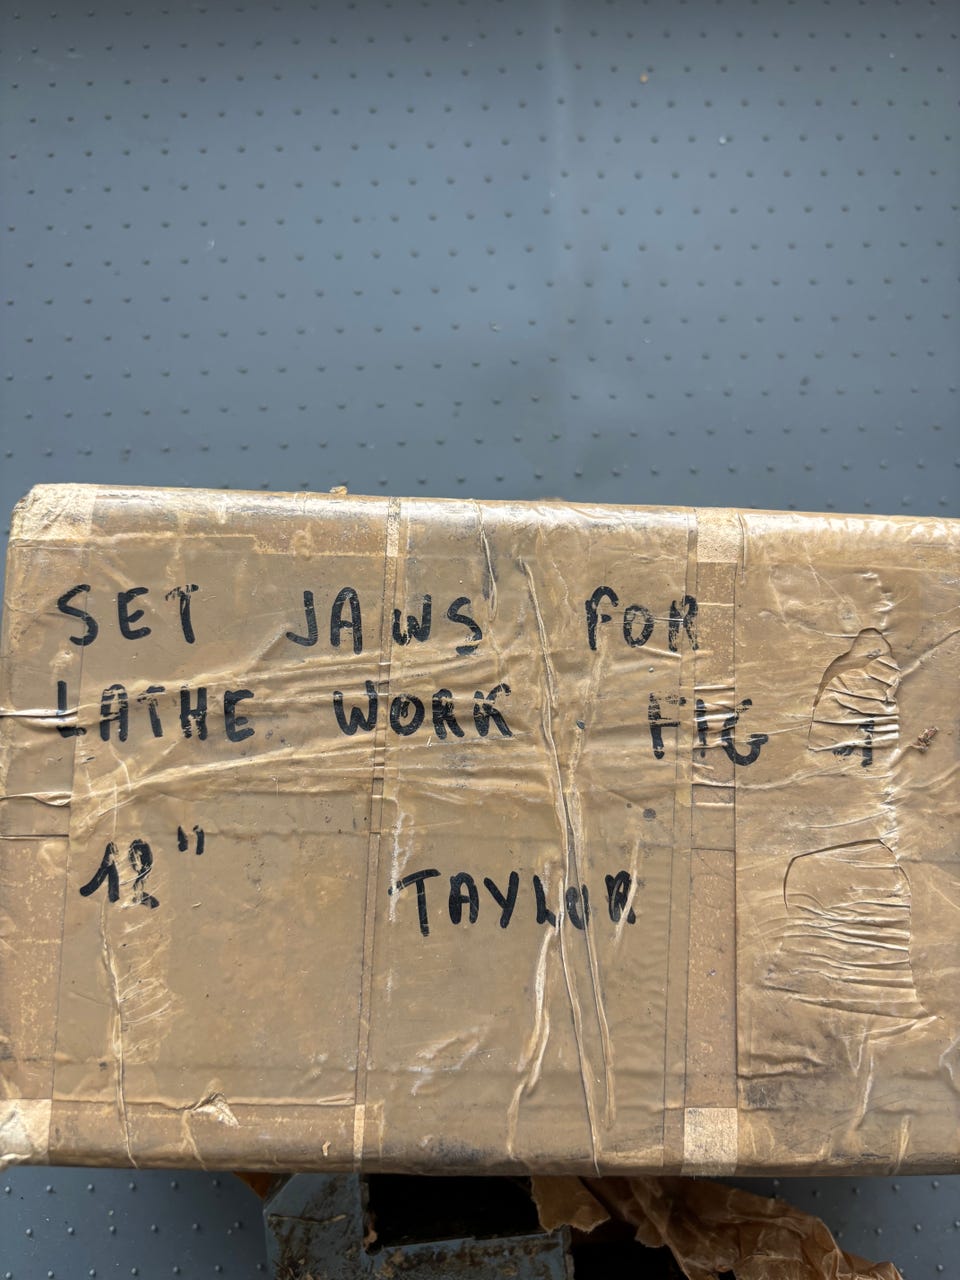 SET JAWS FOR
LATHE WORK FIG 1
12" TAYLOR